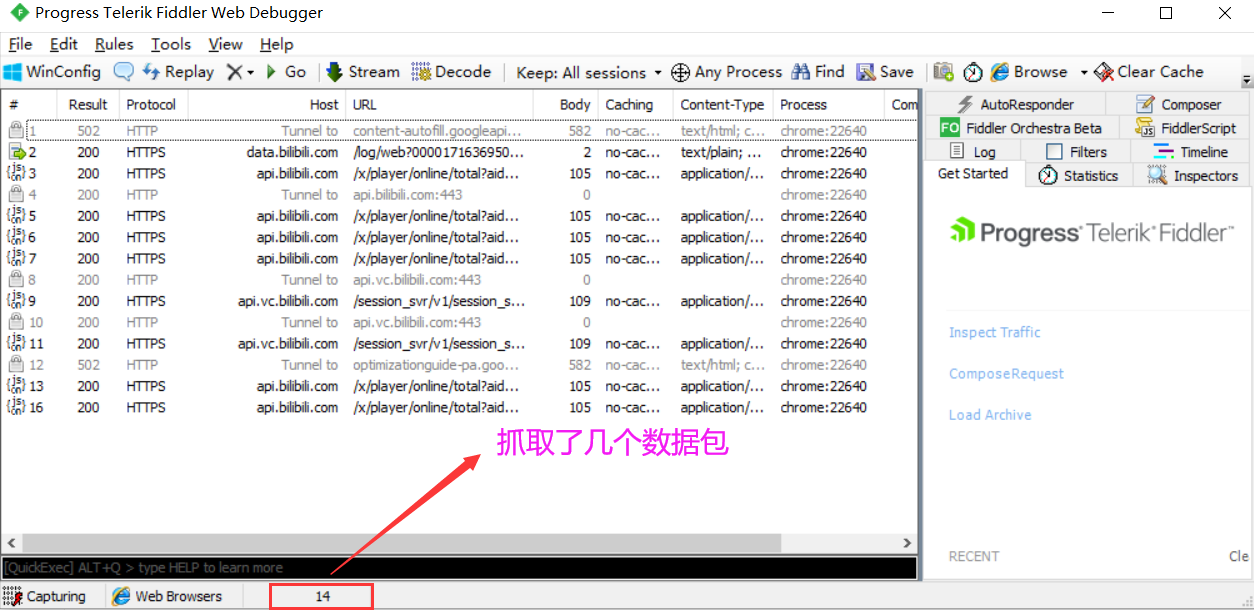 Progress Telerik Fiddler Web Debugger
File Edit Rules Tools View Help
WinConfig Replay Go Stream Decode Keep: All sessions Any Process Find Save Browse Clear Cache
# Result Protocol Host URL Body Caching Content-Type Process Com
1 502 HTTP Tunnel to content-autofill.googleapi... 582 no-cac... text/html; c... chrome:22640
2 200 HTTPS data.bilibili.com /log/web?0000171636950... 2 no-cac... text/plain; ... chrome:22640
3 200 HTTPS api.bilibili.com /x/player/online/total?aid... 105 no-cac... application/... chrome:22640
4 200 HTTP Tunnel to api.bilibili.com:443 0 chrome:22640
5 200 HTTPS api.bilibili.com /x/player/online/total?aid... 105 no-cac... application/... chrome:22640
6 200 HTTPS api.bilibili.com /x/player/online/total?aid... 105 no-cac... application/... chrome:22640
7 200 HTTPS api.bilibili.com /x/player/online/total?aid... 105 no-cac... application/... chrome:22640
8 200 HTTP Tunnel to api.vc.bilibili.com:443 0 chrome:22640
9 200 HTTPS api.vc.bilibili.com /session_svr/v1/session_s... 109 no-cac... application/... chrome:22640
10 200 HTTP Tunnel to api.vc.bilibili.com:443 0 chrome:22640
11 200 HTTPS api.vc.bilibili.com /session_svr/v1/session_s... 109 no-cac... application/... chrome:22640
12 502 HTTP Tunnel to optimizationguide-pa.goo... 582 no-cac... text/html; c... chrome:22640
13 200 HTTPS api.bilibili.com /x/player/online/total?aid... 105 no-cac... application/... chrome:22640
16 200 HTTPS api.bilibili.com /x/player/online/total?aid... 105 no-cac... application/... chrome:22640
抓取了几个数据包
[QuickExec] ALT+Q > type HELP to learn more
Capturing Web Browsers 14
AutoResponder Composer
FO Fiddler Orchestra Beta FiddlerScript
Log Filters Timeline
Get Started Statistics Inspectors
Progress Telerik Fiddler
Inspect Traffic
ComposeRequest
Load Archive
RECENT Cle